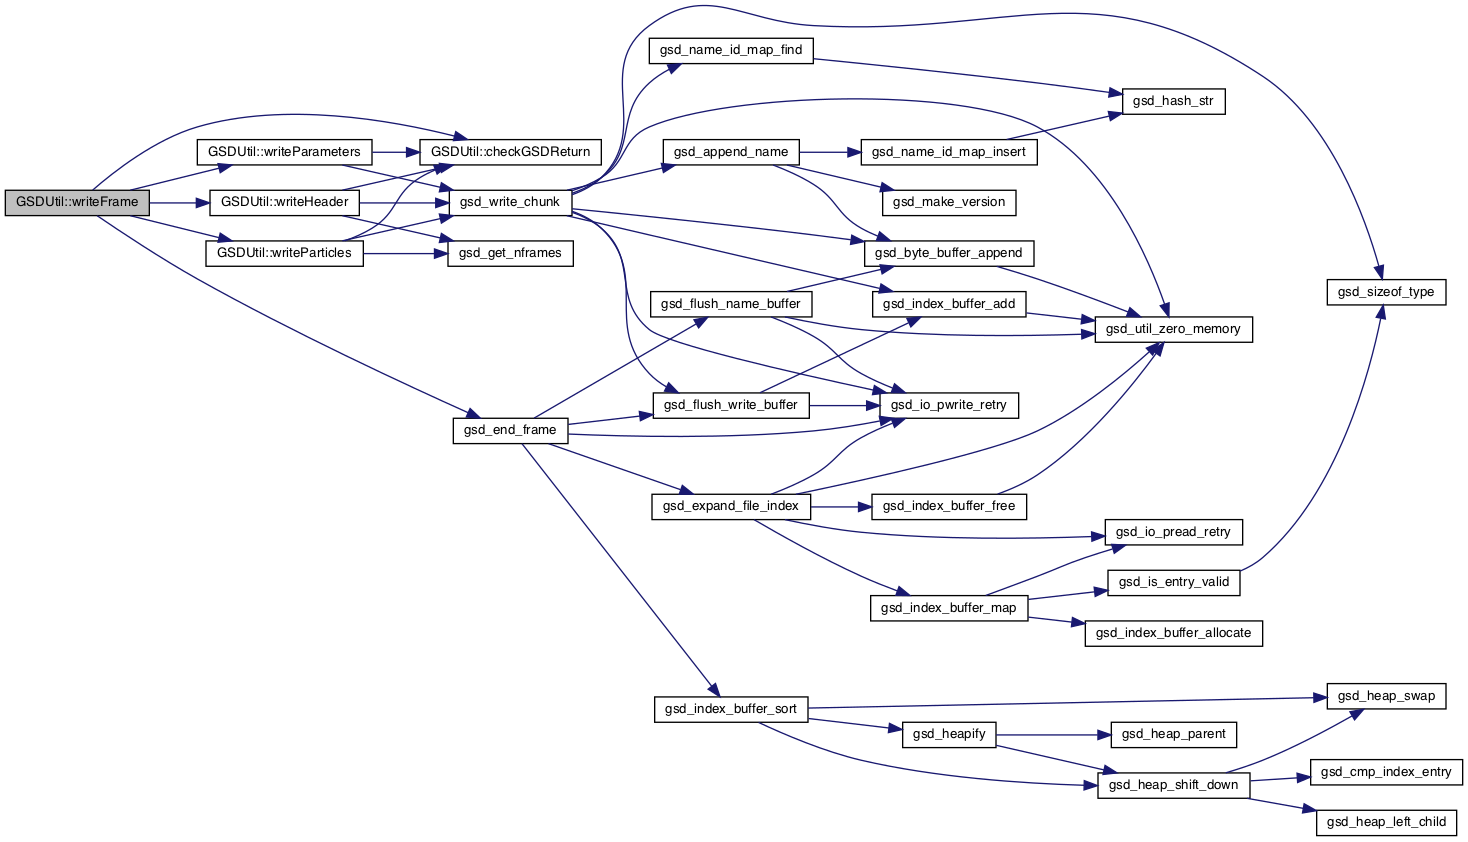 GSDUtil::writeFrame
GSDUtil::writeParameters
GSDUtil::writeHeader
GSDUtil::writeParticles
GSDUtil::checkGSDReturn
gsd_write_chunk
gsd_get_nframes
gsd_end_frame
gsd_name_id_map_find
gsd_append_name
gsd_flush_name_buffer
gsd_flush_write_buffer
gsd_expand_file_index
gsd_index_buffer_sort
gsd_name_id_map_insert
gsd_make_version
gsd_byte_buffer_append
gsd_index_buffer_add
gsd_io_pwrite_retry
gsd_index_buffer_free
gsd_index_buffer_map
gsd_heapify
gsd_hash_str
gsd_util_zero_memory
gsd_io_pread_retry
gsd_is_entry_valid
gsd_index_buffer_allocate
gsd_heap_parent
gsd_heap_shift_down
gsd_sizeof_type
gsd_heap_swap
gsd_cmp_index_entry
gsd_heap_left_child